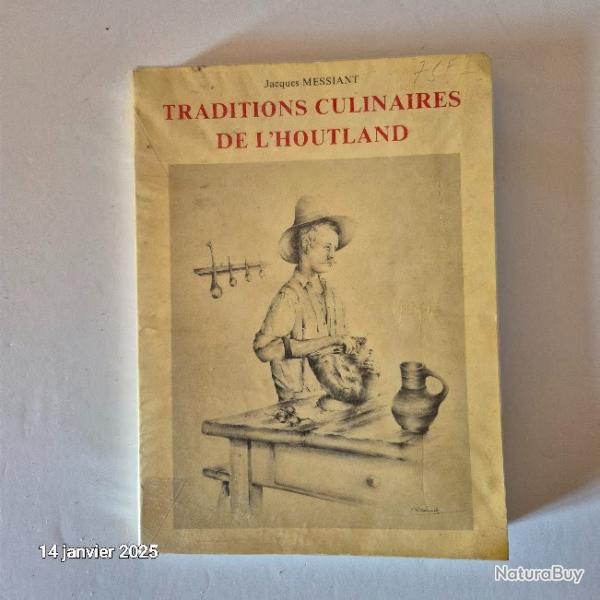 Jacques MESSIANT
TRADITIONS CULINAIRES
DE L'HOUTLAND
14 janvier 2025
NaturaBuy